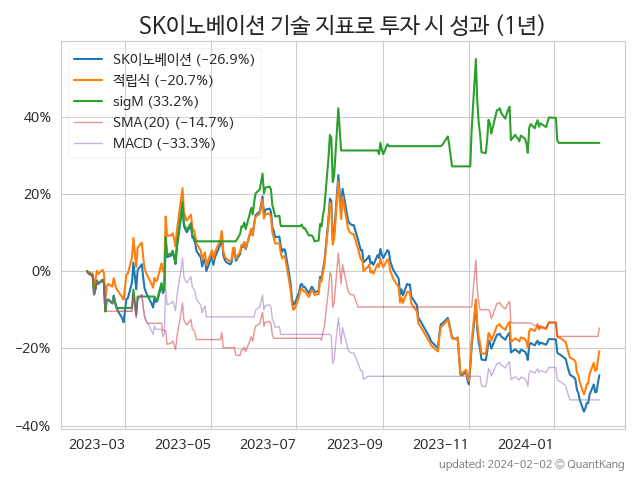 SK이노베이션 기술 지표로 투자 시 성과 (1년)
SK이노베이션 (−26.9%)
적립식 (−20.7%)
sigM (33.2%)
SMA(20) (−14.7%)
MACD (−33.3%)
40%
20%
0%
−20%
−40%
2023−03 2023−05 2023−07 2023−09 2023−11 2024−01
updated: 2024−02−02 © QuantKang